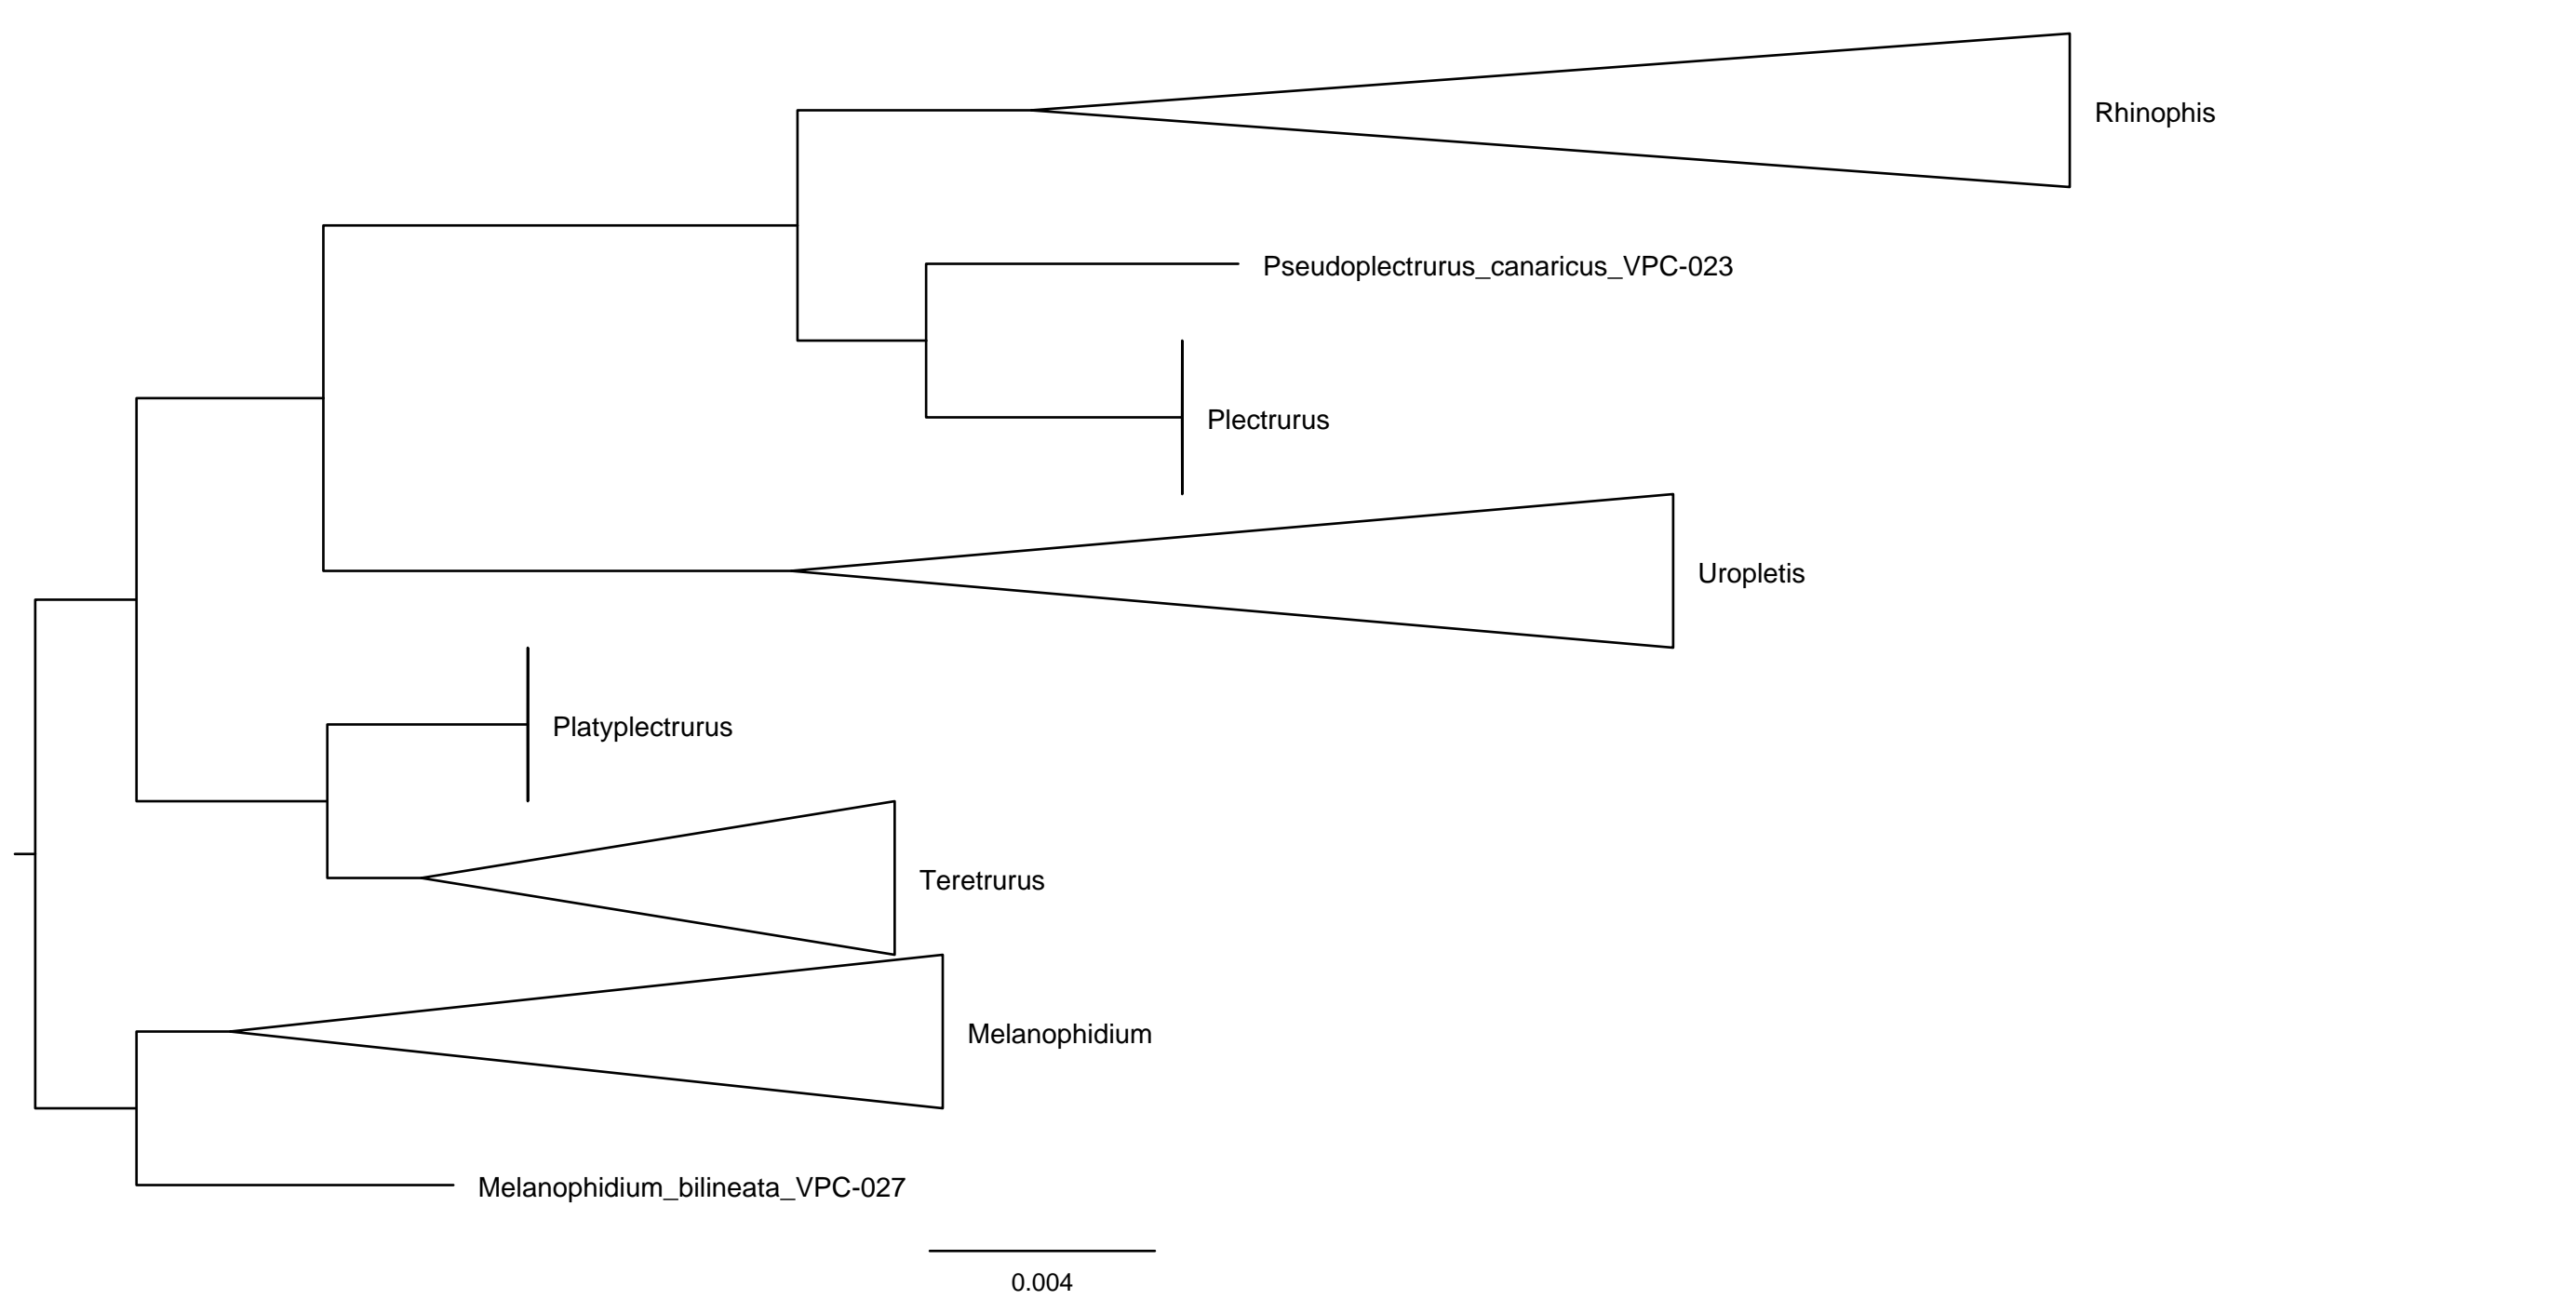 Rhinophis
Pseudoplectrurus_canaricus_VPC-023
Plectrurus
Uropletis
Platyplectrurus
Teretrurus
Melanophidium
Melanophidium_bilineata_VPC-027
0.004